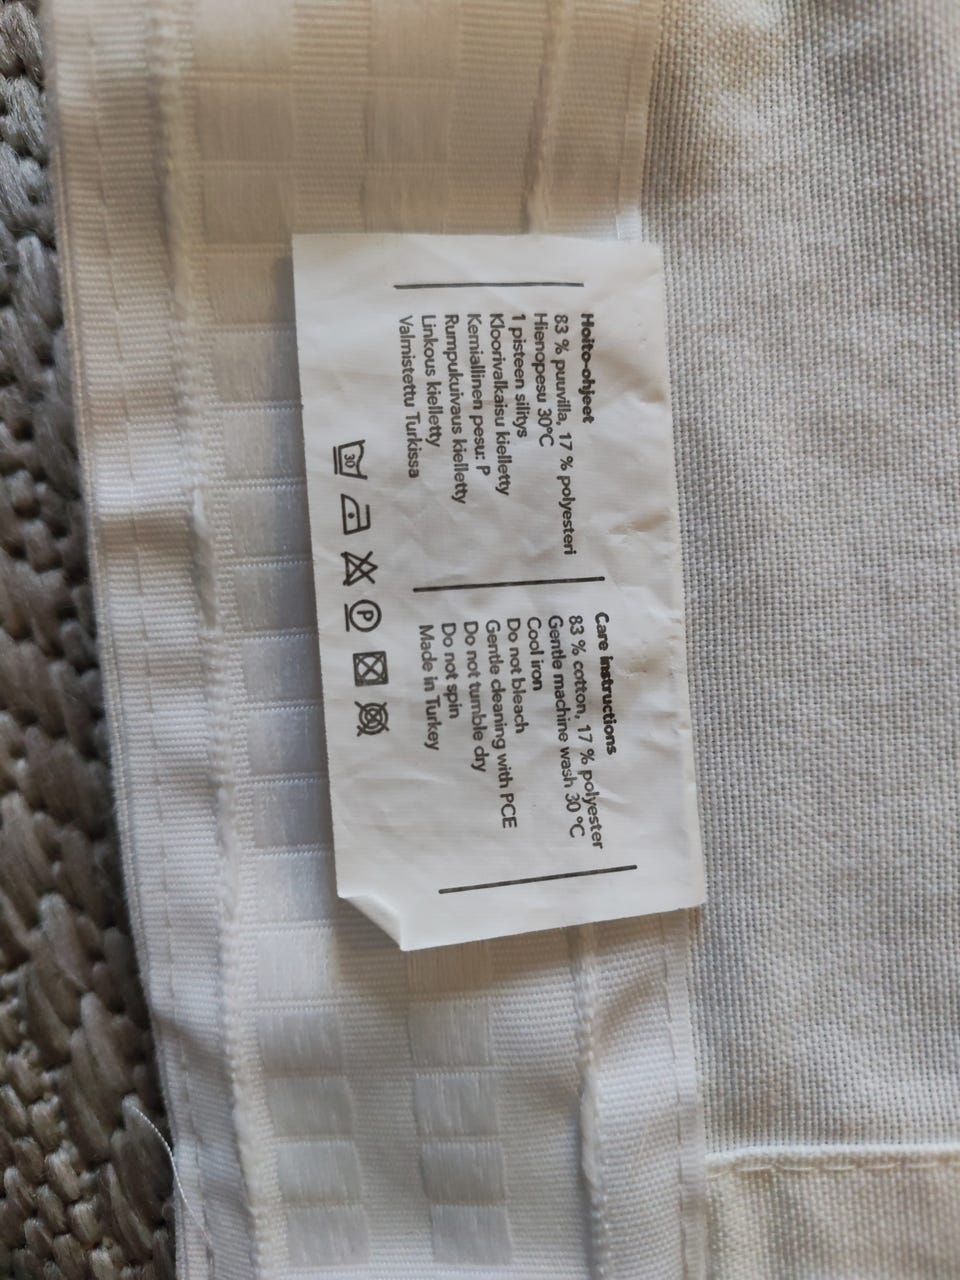 Hoito-ohjeet
83 % puuvilla, 17 % polyesteri
Hienopesu 30°C
1 pisteen silitys
Kloorivalkaisu kielletty
Kemiallinen pesu: P
Rumpukuivaus kielletty
Linkous kielletty
Valmistettu Turkissa
Care instructions
83 % cotton, 17 % polyester
Gentle machine wash 30 °C
Cool iron
Do not bleach
Gentle cleaning with PCE
Do not tumble dry
Do not spin
Made in Turkey
30 P